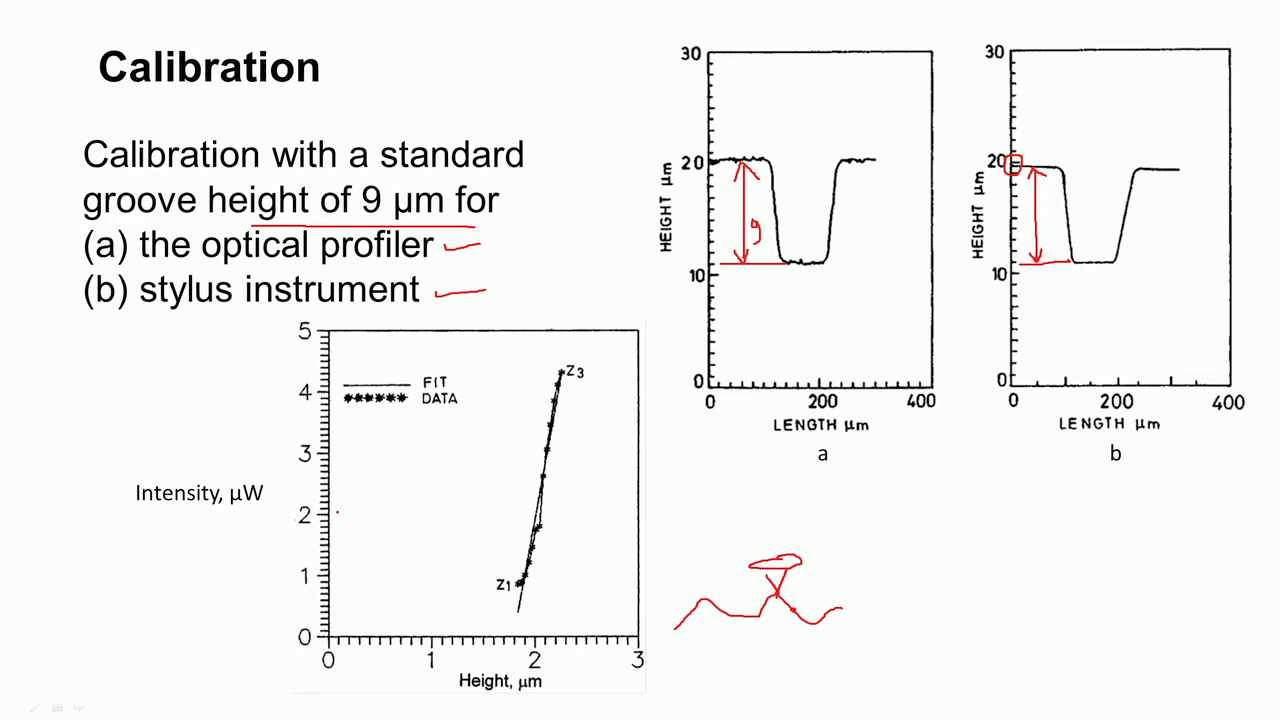 Calibration
Calibration with a standard
groove height of 9 µm for
(a) the optical profiler
(b) stylus instrument
5
4
3
2
1
0
0
1
2
3
FIT
DATA
Z3
Z1
Intensity, µW
Height, µm
30
20
10
0
HEIGHT µm
9
0
200
400
LENGTH µm
a
30
20
10
0
HEIGHT µm
0
200
400
LENGTH µm
b